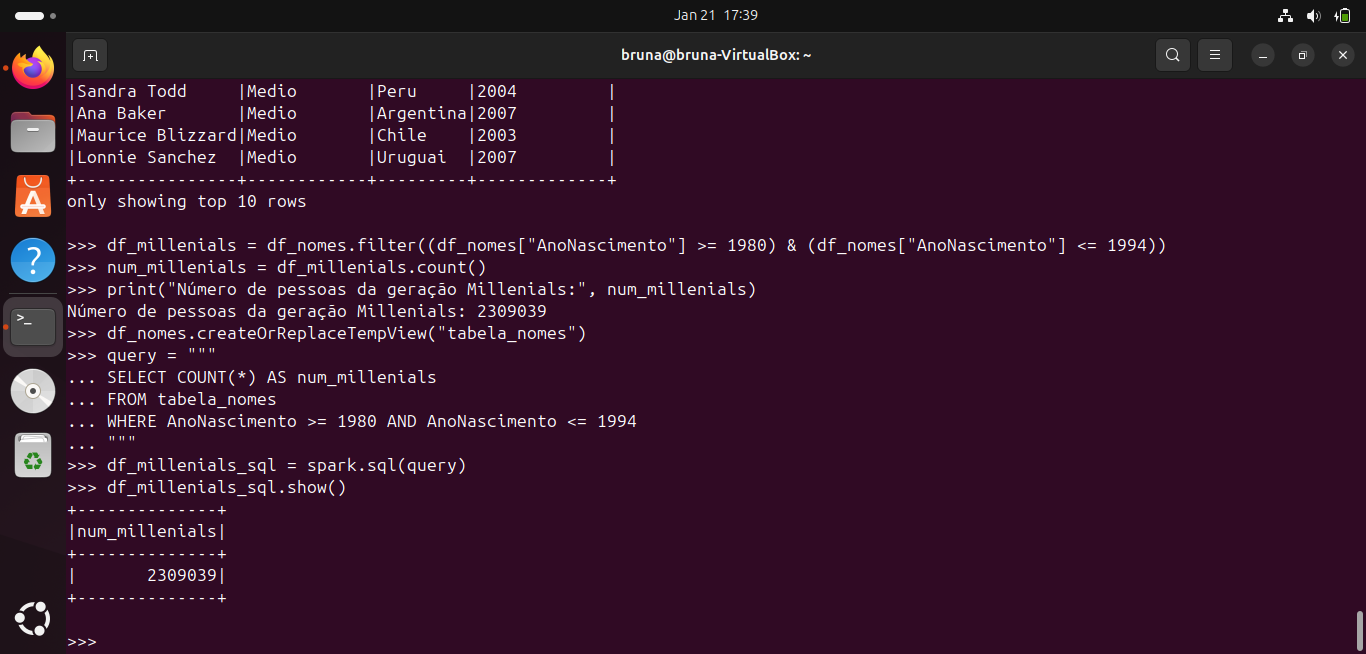 Jan 21 17:39
bruna@bruna-VirtualBox: ~
|Sandra Todd     |Medio       |Peru     |2004         |
|Ana Baker       |Medio       |Argentina|2007         |
|Maurice Blizzard|Medio       |Chile    |2003         |
|Lonnie Sanchez  |Medio       |Uruguai  |2007         |
+----------------+------------+---------+-------------+
only showing top 10 rows
>>> df_millenials = df_nomes.filter((df_nomes["AnoNascimento"] >= 1980) & (df_nomes["AnoNascimento"] <= 1994))
>>> num_millenials = df_millenials.count()
>>> print("Número de pessoas da geração Millenials:", num_millenials)
Número de pessoas da geração Millenials: 2309039
>>> df_nomes.createOrReplaceTempView("tabela_nomes")
>>> query = """
... SELECT COUNT(*) AS num_millenials
... FROM tabela_nomes
... WHERE AnoNascimento >= 1980 AND AnoNascimento <= 1994
... """
>>> df_millenials_sql = spark.sql(query)
>>> df_millenials_sql.show()
+--------------+
|num_millenials|
+--------------+
|       2309039|
+--------------+
>>>